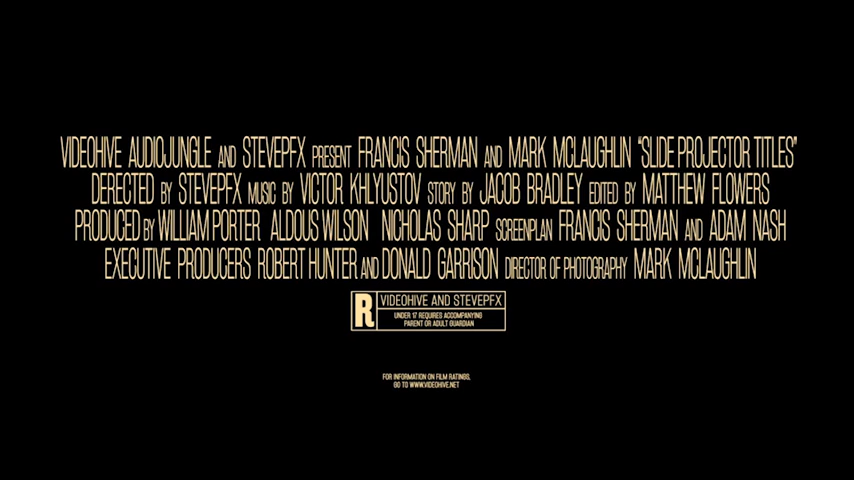 VIDEOHIVE AUDIOJUNGLE AND STEVEPFX PRESENT FRANCIS SHERMAN AND MARK MCLAUGHLIN "SLIDE PROJECTOR TITLES"
DERECTED BY STEVEPFX MUSIC BY VICTOR KHLYUSTOV STORY BY JACOB BRADLEY EDITED BY MATTHEW FLOWERS
PRODUCED BY WILLIAM PORTER ALDOUS WILSON NICHOLAS SHARP SCREENPLAN FRANCIS SHERMAN AND ADAM NASH
EXECUTIVE PRODUCERS ROBERT HUNTER AND DONALD GARRISON DIRECTOR OF PHOTOGRAPHY MARK MCLAUGHLIN
R VIDEOHIVE AND STEVEPFX
UNDER 17 REQUIRES ACCOMPANYING
PARENT OR ADULT GUARDIAN
FOR INFORMATION ON FILM RATINGS,
GO TO WWW.VIDEOHIVE.NET